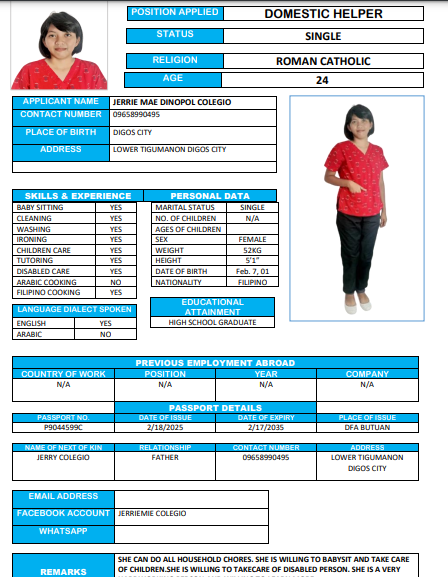 POSITION APPLIED DOMESTIC HELPER
STATUS SINGLE
RELIGION ROMAN CATHOLIC
AGE 24
APPLICANT NAME JERRIE MAE DINOPOL COLEGIO
CONTACT NUMBER 09658990495
PLACE OF BIRTH DIGOS CITY
ADDRESS LOWER TIGUMANON DIGOS CITY
SKILLS & EXPERIENCE
BABY SITTING YES
CLEANING YES
WASHING YES
IRONING YES
CHILDREN CARE YES
TUTORING YES
DISABLED CARE YES
ARABIC COOKING NO
FILIPINO COOKING YES
LANGUAGE DIALECT SPOKEN
ENGLISH YES
ARABIC NO
PERSONAL DATA
MARITAL STATUS SINGLE
NO. OF CHILDREN N/A
AGES OF CHILDREN
SEX FEMALE
WEIGHT 52KG
HEIGHT 5'1"
DATE OF BIRTH Feb. 7, 01
NATIONALITY FILIPINO
EDUCATIONAL
ATTAINMENT
HIGH SCHOOL GRADUATE
PREVIOUS EMPLOYMENT ABROAD
COUNTRY OF WORK POSITION YEAR COMPANY
N/A N/A N/A N/A
PASSPORT DETAILS
PASSPORT NO. DATE OF ISSUE DATE OF EXPIRY PLACE OF ISSUE
P9044599C 2/18/2025 2/17/2035 DFA BUTUAN
NAME OF NEXT OF KIN RELATIONSHIP CONTACT NUMBER ADDRESS
JERRY COLEGIO FATHER 09658990495 LOWER TIGUMANON
DIGOS CITY
EMAIL ADDRESS
FACEBOOK ACCOUNT JERRIEMIE COLEGIO
WHATSAPP
REMARKS
SHE CAN DO ALL HOUSEHOLD CHORES. SHE IS WILLING TO BABYSIT AND TAKE CARE
OF CHILDREN.SHE IS WILLING TO TAKECARE OF DISABLED PERSON. SHE IS A VERY